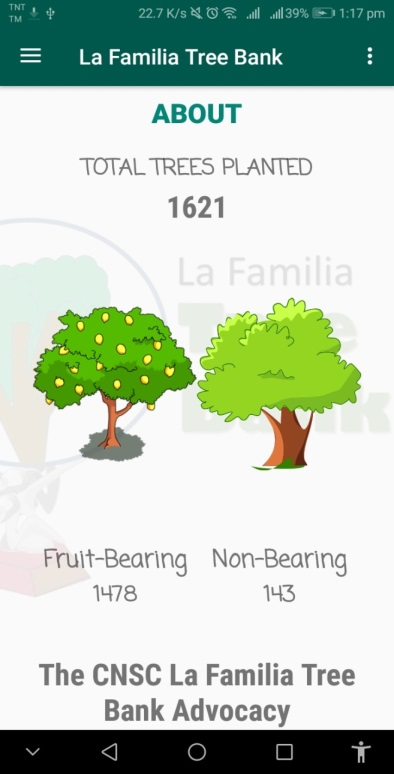 TNT
TM
22.7 K/s
39%
1:17 pm
La Familia Tree Bank
ABOUT
TOTAL TREES PLANTED
1621
La Familia
Tree
Bank
Fruit-Bearing
Non-Bearing
1478
143
The CNSC La Familia Tree
Bank Advocacy